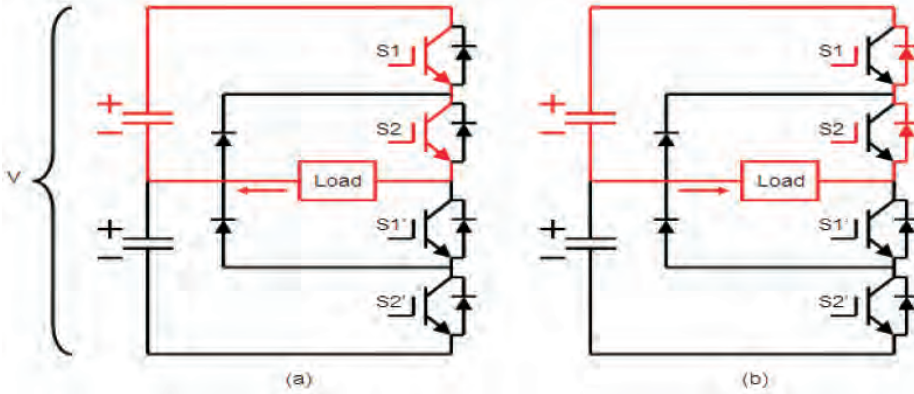 S1
S1
+
+
−
−
S2
S2
V
Load
Load
+
+
−
−
S1'
S1'
S2'
S2'
(a)
(b)